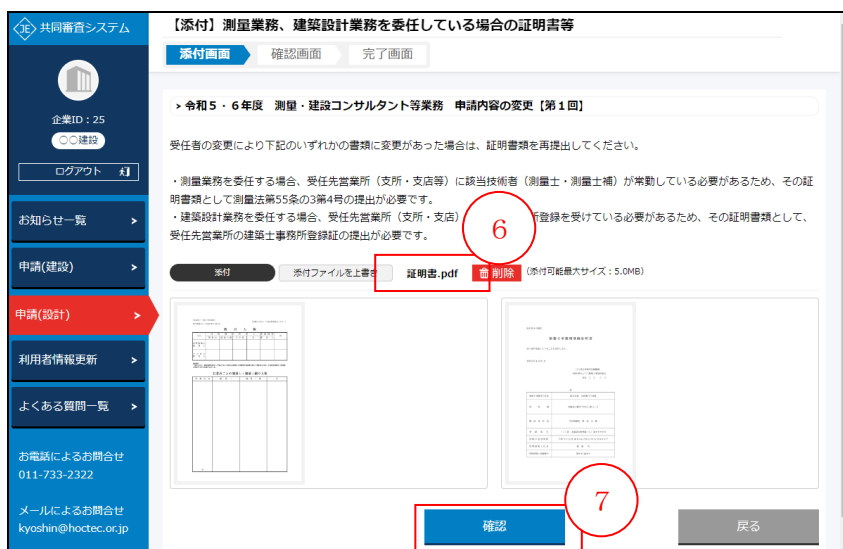 JE 共同審査システム
企業ID：25
〇〇建設
ログアウト
お知らせ一覧 >
申請(建設) >
申請(設計) >
利用者情報更新 >
よくある質問一覧 >
お電話によるお問合せ
011-733-2322
メールによるお問合せ
kyoshin@hoctec.or.jp
【添付】測量業務、建築設計業務を委任している場合の証明書等
添付画面 確認画面 完了画面
> 令和５・６年度 測量・建設コンサルタント等業務 申請内容の変更【第１回】
受任者の変更により下記のいずれかの書類に変更があった場合は、証明書類を再提出してください。
・測量業務を委任する場合、受任先営業所（支所・支店等）に該当技術者（測量士・測量士補）が常勤している必要があるため、その証
明書類として測量法第55条の3第4号の提出が必要です。
・建築設計業務を委任する場合、受任先営業所（支所・支店） 所登録を受けている必要があるため、その証明書類として、
受任先営業所の建築士事務所登録証の提出が必要です。
6
添付 添付ファイルを上書き 証明書.pdf 削除 (添付可能最大サイズ：5.0MB)
7
確認 戻る